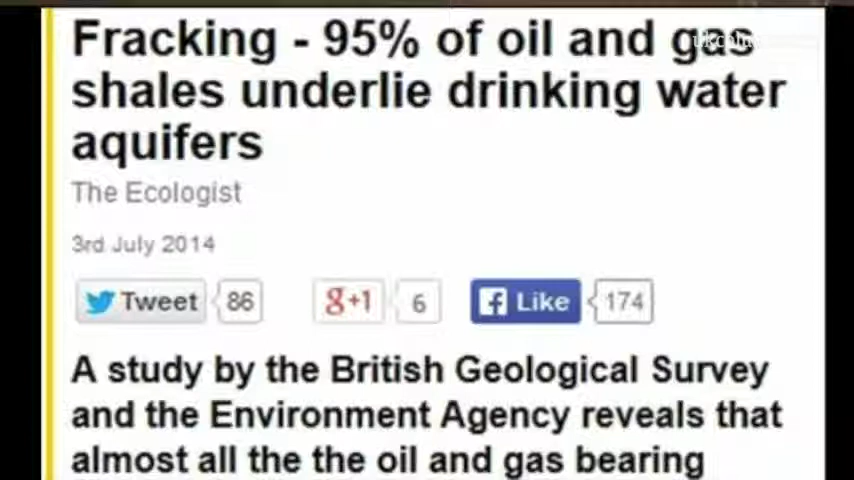 Fracking - 95% of oil and gas
shales underlie drinking water
aquifers
The Ecologist
3rd July 2014
Tweet 86 g+1 6 Like 174
A study by the British Geological Survey
and the Environment Agency reveals that
almost all the the oil and gas bearing